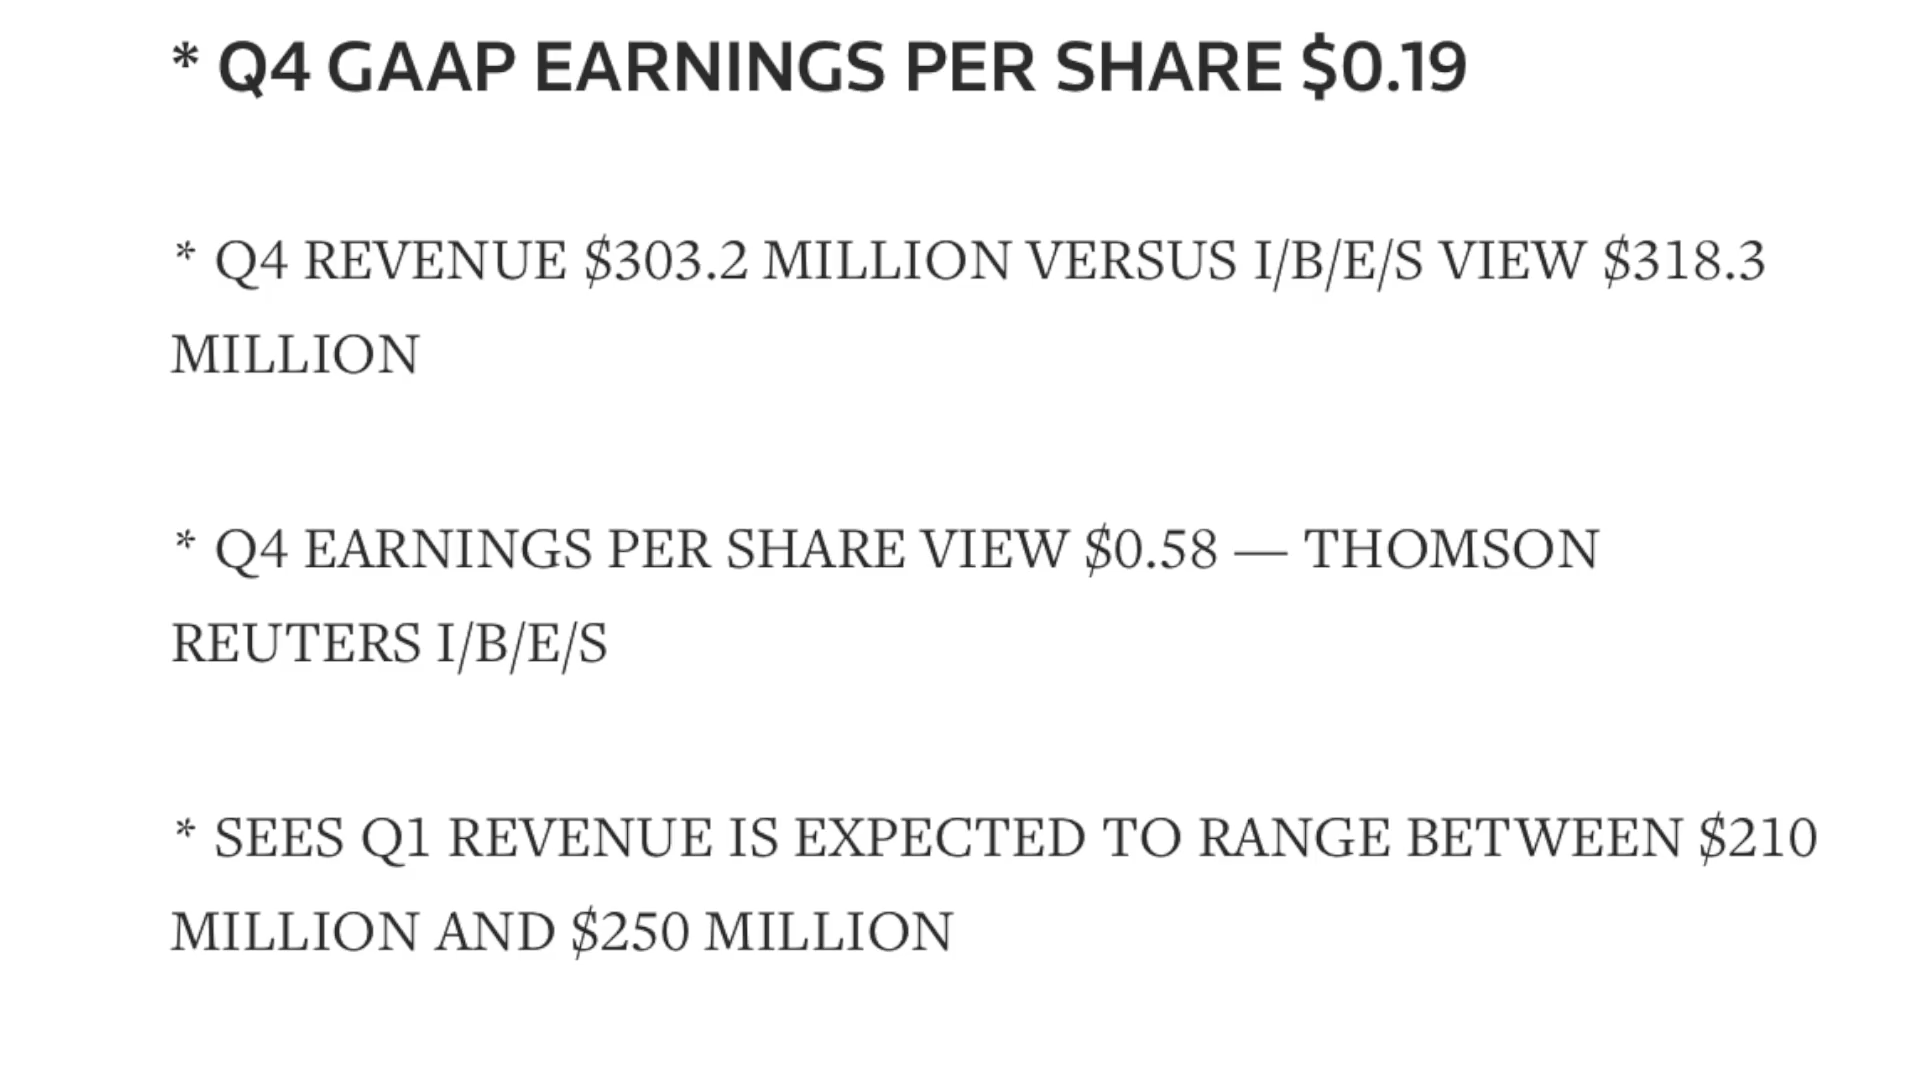 * Q4 GAAP EARNINGS PER SHARE $0.19
* Q4 REVENUE $303.2 MILLION VERSUS I/B/E/S VIEW $318.3
MILLION
* Q4 EARNINGS PER SHARE VIEW $0.58 — THOMSON
REUTERS I/B/E/S
* SEES Q1 REVENUE IS EXPECTED TO RANGE BETWEEN $210
MILLION AND $250 MILLION